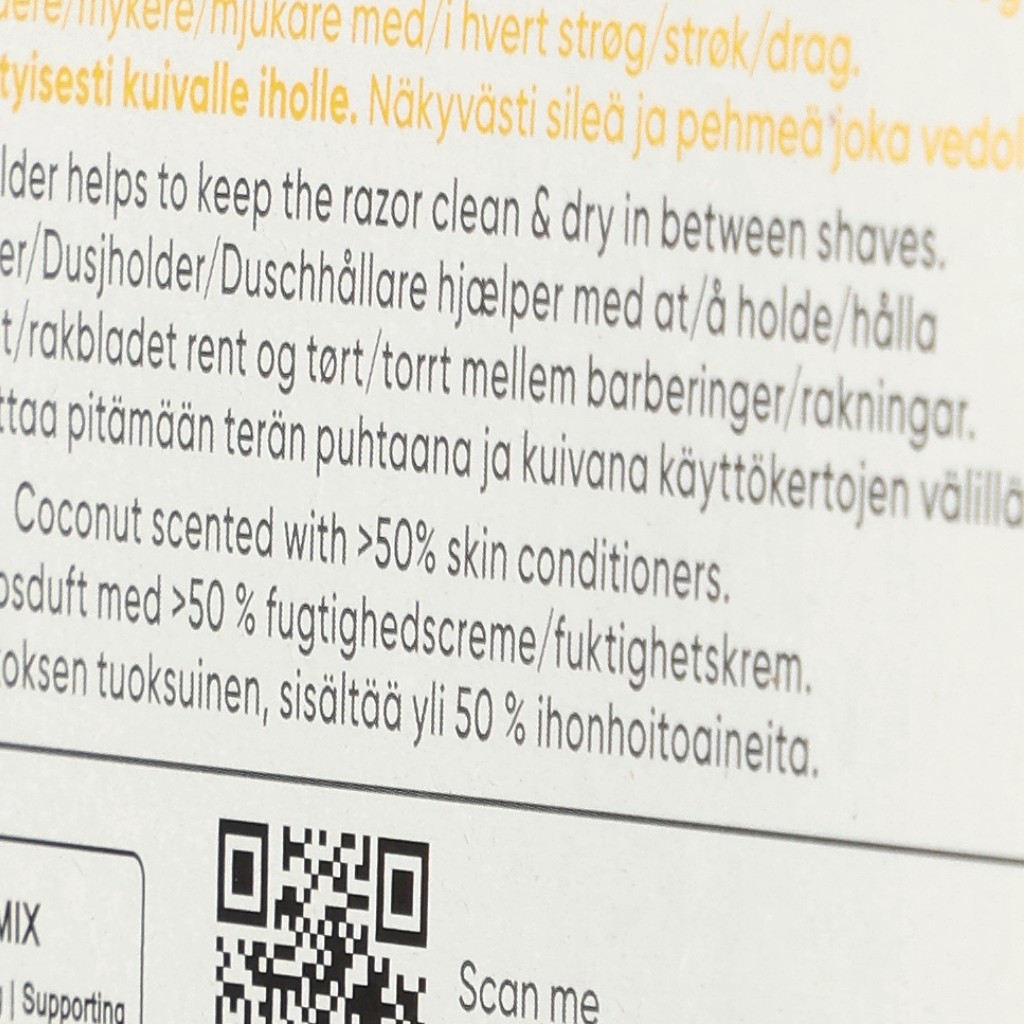 dere/mykere/mjukare med/i hvert strøg/strøk/drag.
tyisesti kuivalle iholle. Näkyvästi sileä ja pehmeä joka vedol
lder helps to keep the razor clean & dry in between shaves.
er/Dusjholder/Duschhållare hjælper med at/å holde/hålla
t/rakbladet rent og tørt/torrt mellem barberinger/rakningar.
ttaa pitämään terän puhtaana ja kuivana käyttökertojen välillä
Coconut scented with >50% skin conditioners.
osduft med >50 % fugtighedscreme/fuktighetskrem.
oksen tuoksuinen, sisältää yli 50 % ihonhoitoaineita.
MIX
| Supporting
Scan me